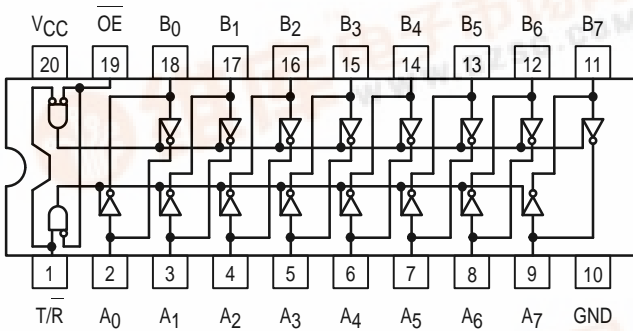 VCC OE B0 B1 B2 B3 B4 B5 B6 B7
20 19 18 17 16 15 14 13 12 11
1 2 3 4 5 6 7 8 9 10
T/R A0 A1 A2 A3 A4 A5 A6 A7 GND